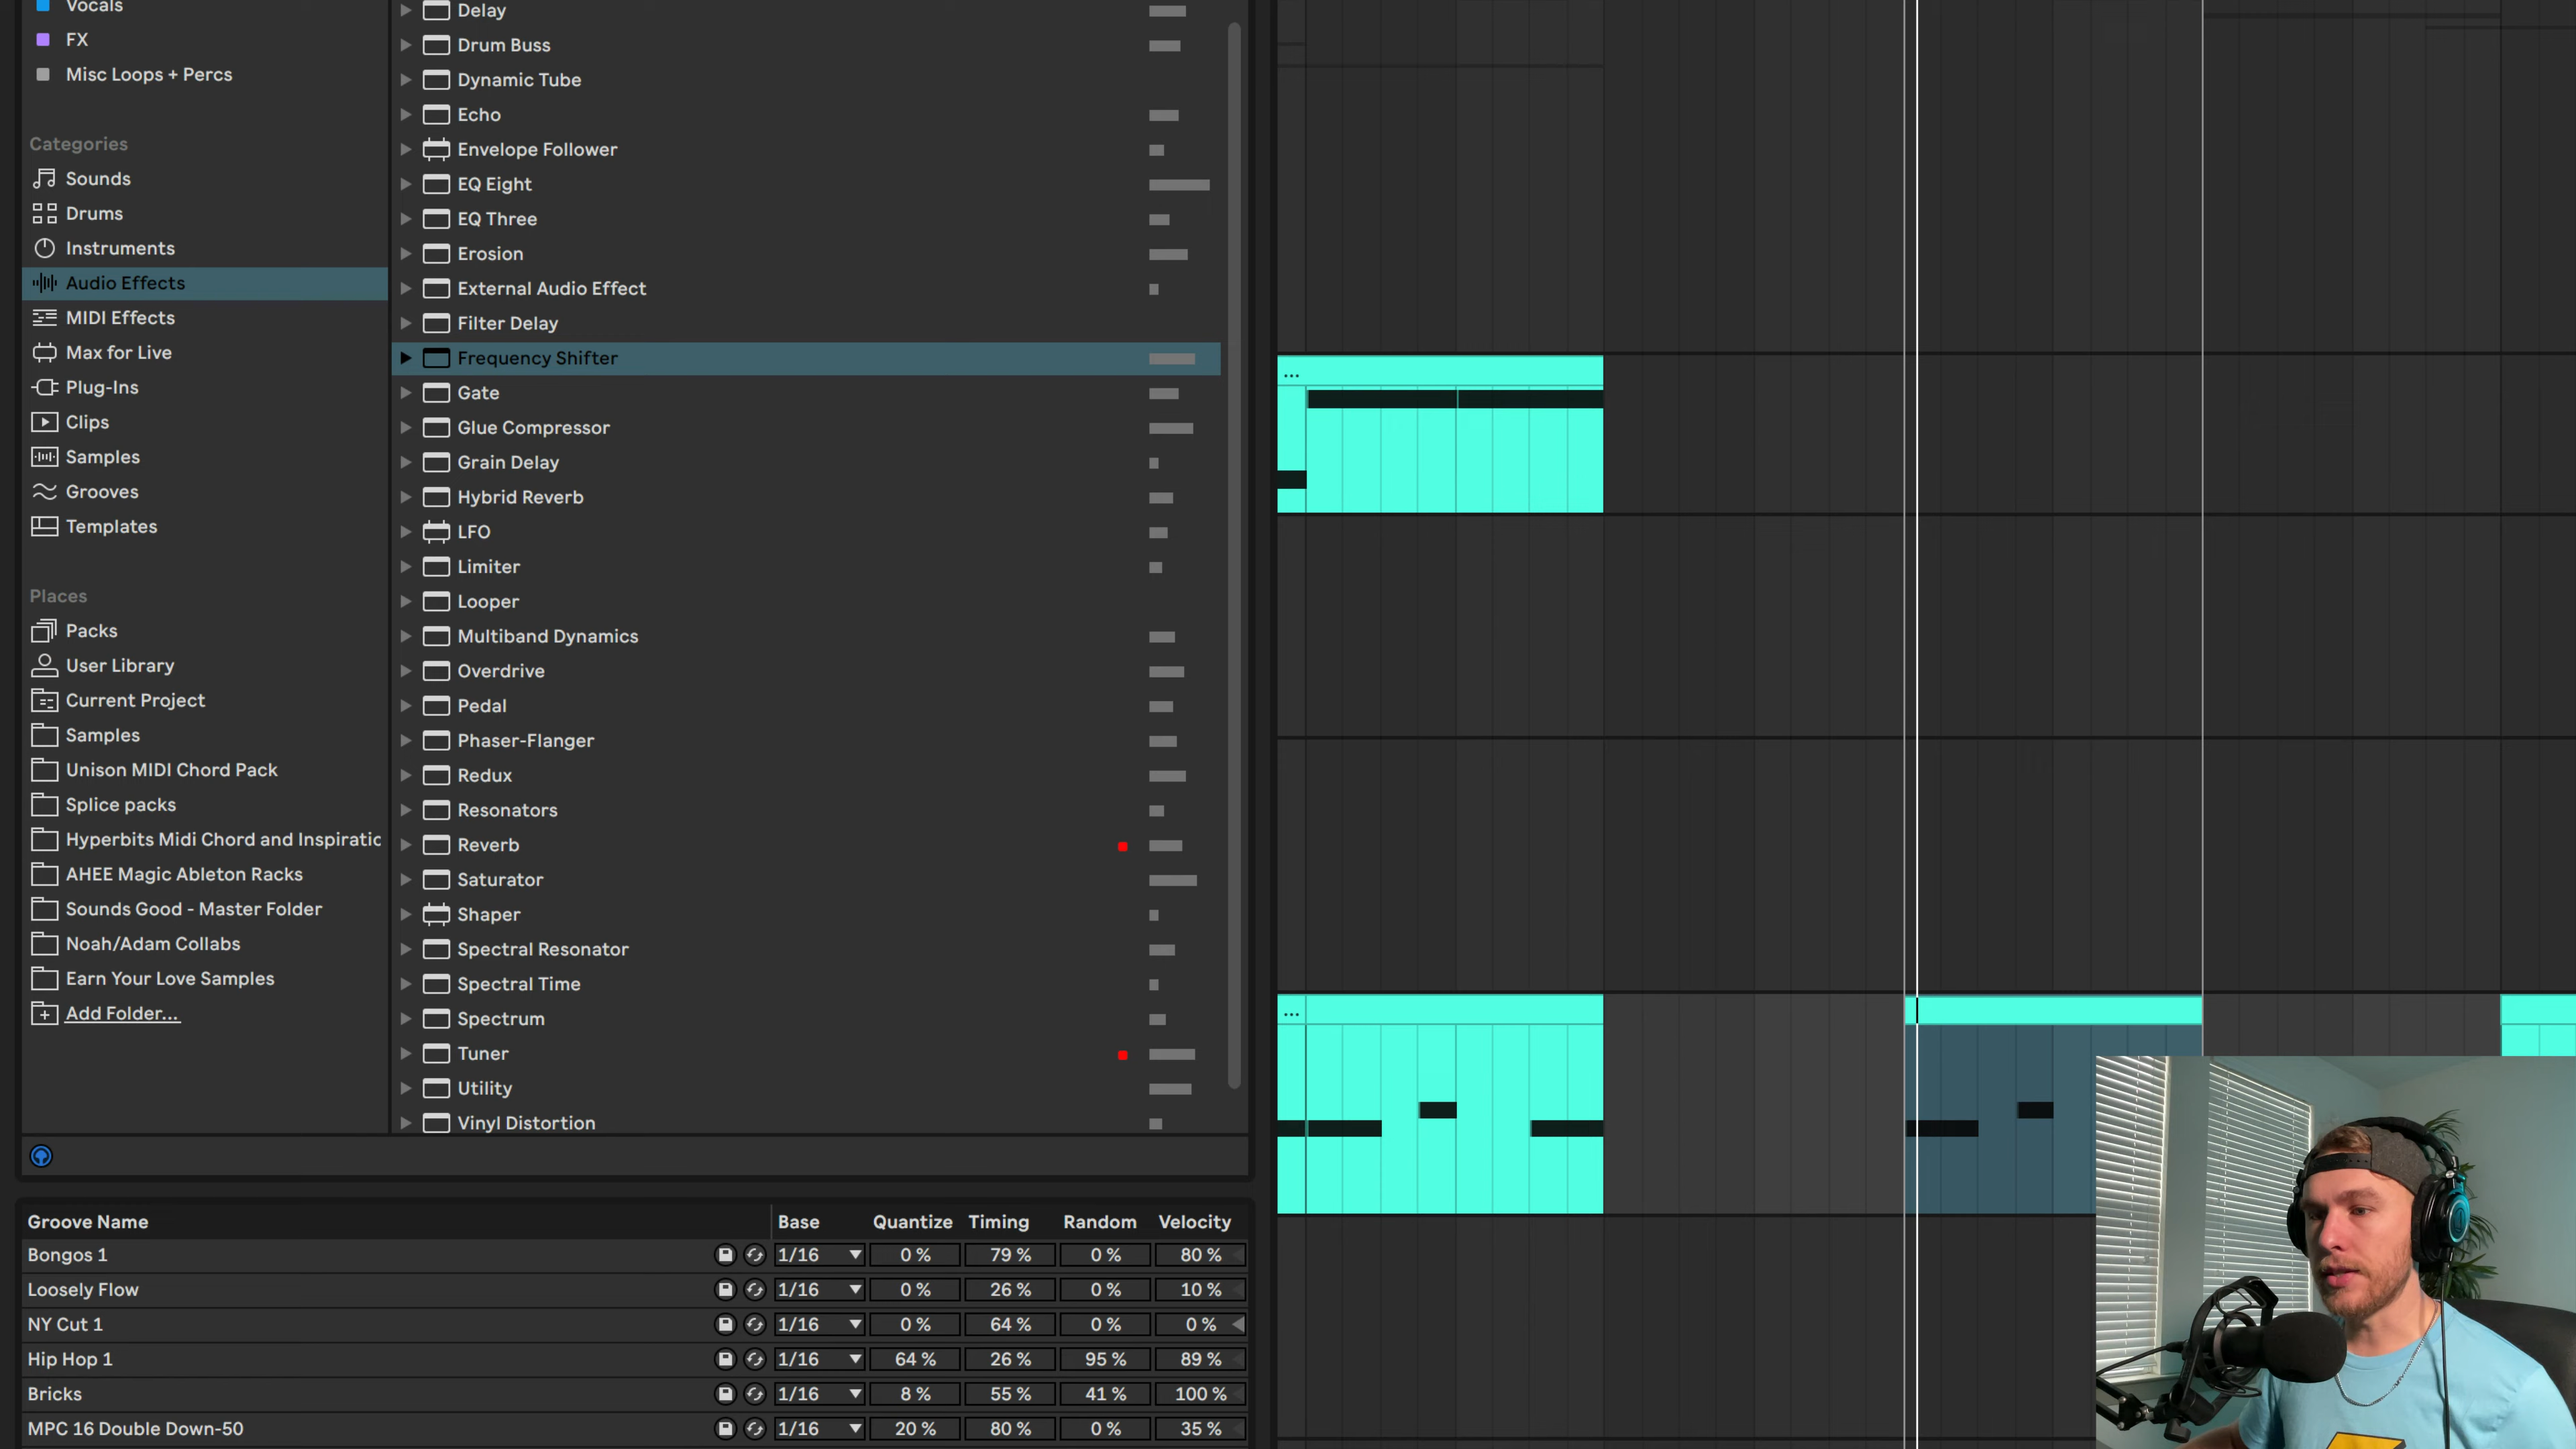 Vocals
FX
Misc Loops + Percs
Categories
Sounds
Drums
Instruments
Audio Effects
MIDI Effects
Max for Live
Plug-Ins
Clips
Samples
Grooves
Templates
Places
Packs
User Library
Current Project
Samples
Unison MIDI Chord Pack
Splice packs
Hyperbits Midi Chord and Inspiratio
AHEE Magic Ableton Racks
Sounds Good - Master Folder
Noah/Adam Collabs
Earn Your Love Samples
Add Folder...
Delay
Drum Buss
Dynamic Tube
Echo
Envelope Follower
EQ Eight
EQ Three
Erosion
External Audio Effect
Filter Delay
Frequency Shifter
Gate
Glue Compressor
Grain Delay
Hybrid Reverb
LFO
Limiter
Looper
Multiband Dynamics
Overdrive
Pedal
Phaser-Flanger
Redux
Resonators
Reverb
Saturator
Shaper
Spectral Resonator
Spectral Time
Spectrum
Tuner
Utility
Vinyl Distortion
...
...
Groove Name Base Quantize Timing Random Velocity
Bongos 1 1/16 0 % 79 % 0 % 80 %
Loosely Flow 1/16 0 % 26 % 0 % 10 %
NY Cut 1 1/16 0 % 64 % 0 % 0 %
Hip Hop 1 1/16 64 % 26 % 95 % 89 %
Bricks 1/16 8 % 55 % 41 % 100 %
MPC 16 Double Down-50 1/16 20 % 80 % 0 % 35 %